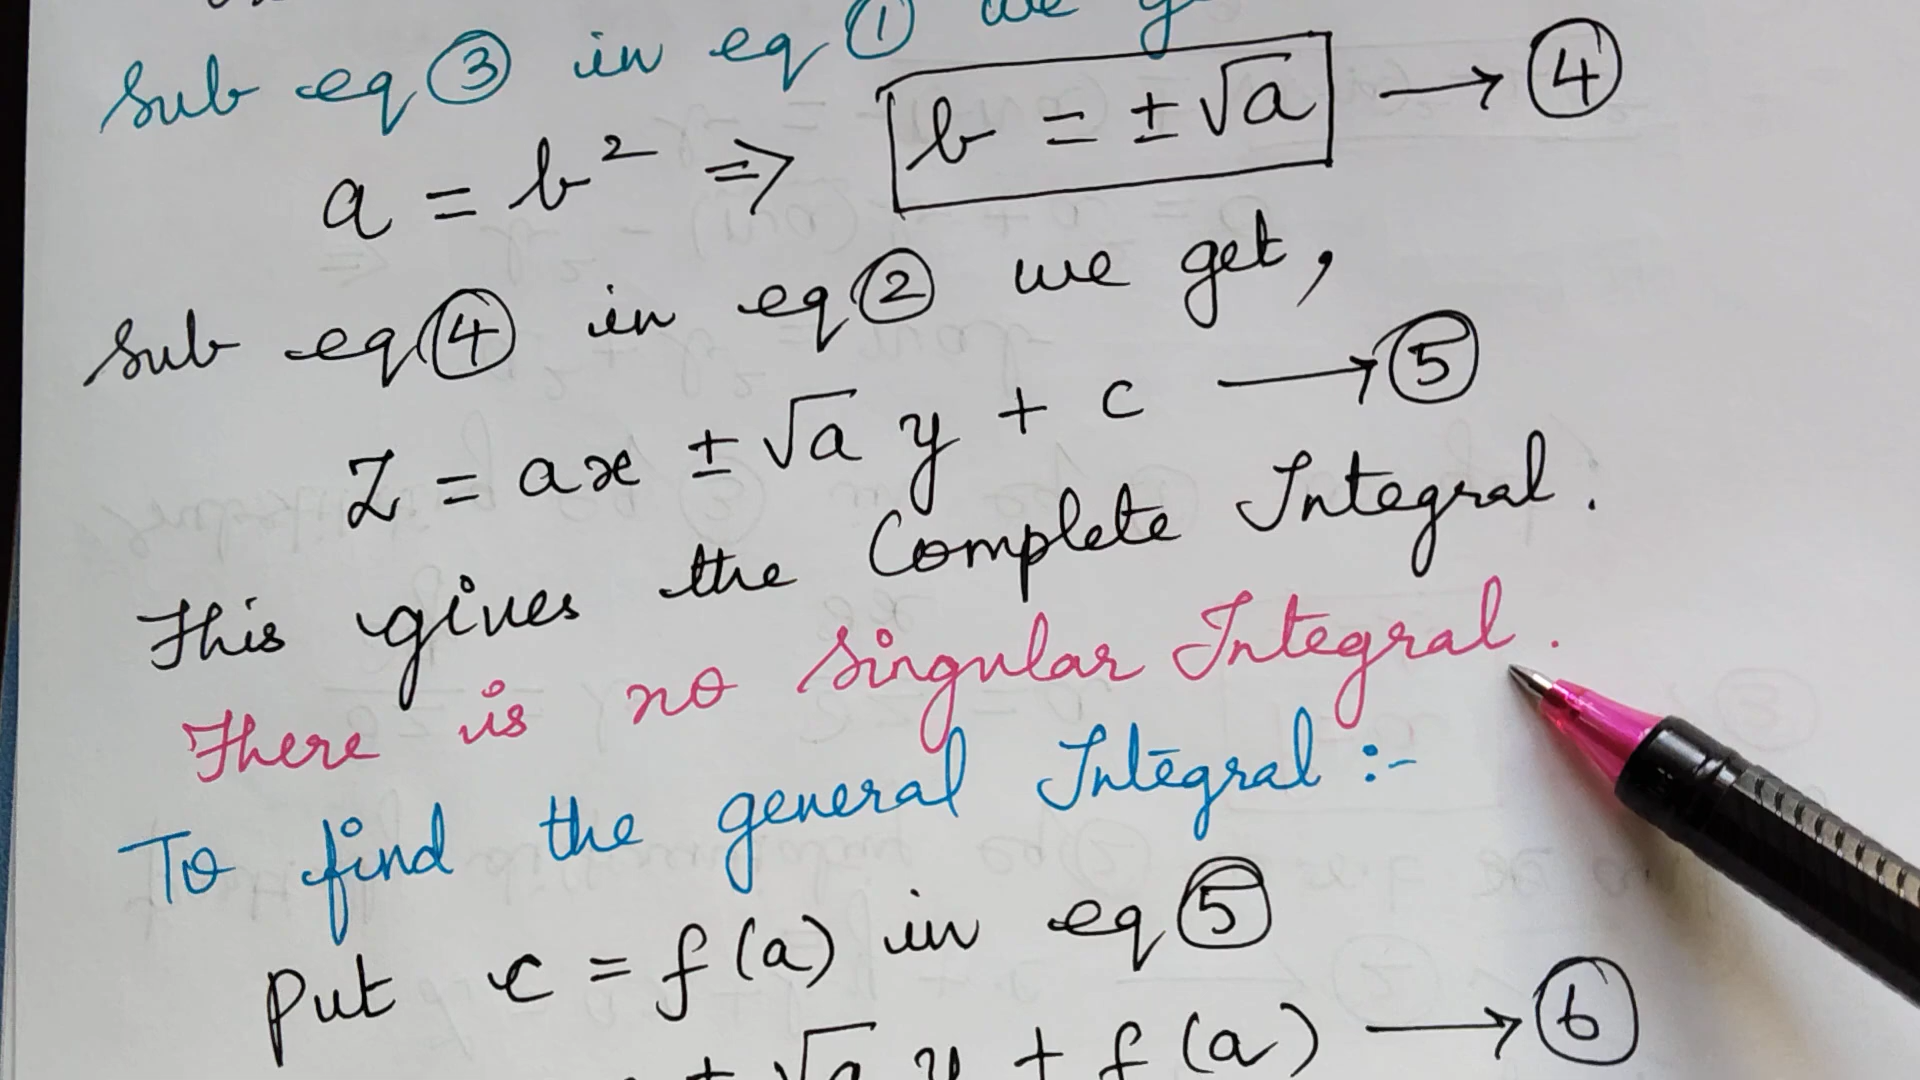 Sub eq ③ in eq ① we
a = b² ⇒ b = ±√a → ④
Sub eq ④ in eq ② we get,
Z = ax ± √a y + c → ⑤
This gives the Complete Integral.
There is no Singular Integral.
To find the general Integral :-
Put c = f(a) in eq ⑤
± √a y + f(a) → ⑥